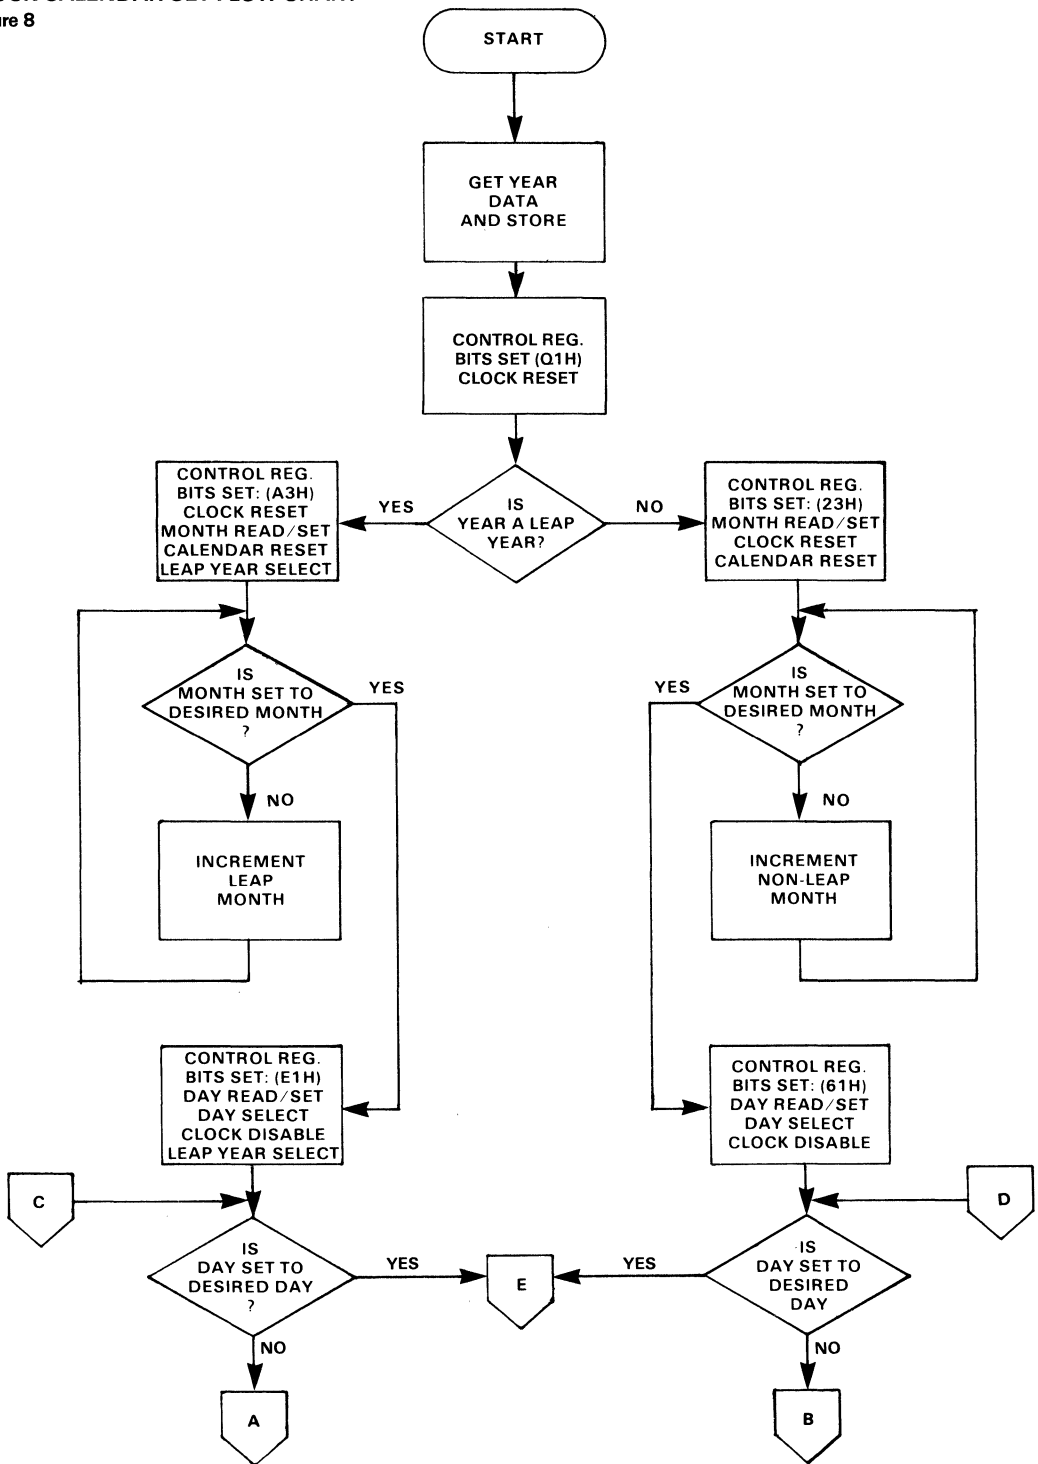 ure 8
START
GET YEAR
DATA
AND STORE
CONTROL REG.
BITS SET (Q1H)
CLOCK RESET
CONTROL REG.
BITS SET: (A3H)
CLOCK RESET
MONTH READ/SET
CALENDAR RESET
LEAP YEAR SELECT
YES
IS
YEAR A LEAP
YEAR?
NO
CONTROL REG.
BITS SET: (23H)
MONTH READ/SET
CLOCK RESET
CALENDAR RESET
IS
MONTH SET TO
DESIRED MONTH
?
YES
YES
IS
MONTH SET TO
DESIRED MONTH
?
NO
NO
INCREMENT
LEAP
MONTH
INCREMENT
NON-LEAP
MONTH
CONTROL REG.
BITS SET: (E1H)
DAY READ/SET
DAY SELECT
CLOCK DISABLE
LEAP YEAR SELECT
CONTROL REG.
BITS SET: (61H)
DAY READ/SET
DAY SELECT
CLOCK DISABLE
C
D
IS
DAY SET TO
DESIRED DAY
?
YES
E
YES
IS
DAY SET TO
DESIRED
DAY
NO
NO
A
B